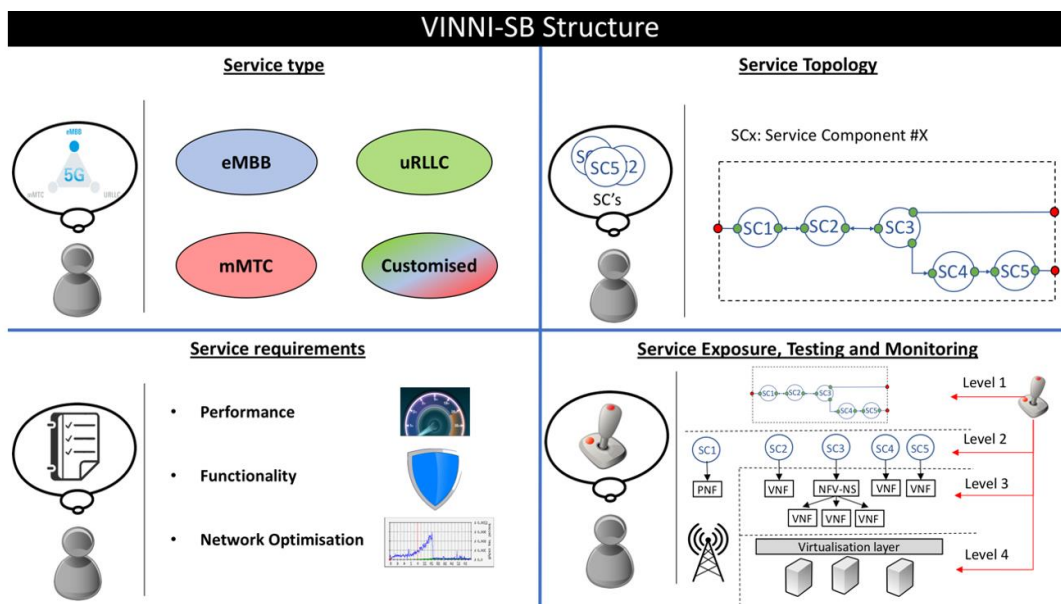 VINNI-SB Structure
Service type
eMBB
5G
mMTC
URLLC
eMBB
uRLLC
mMTC
Customised
Service Topology
SC5
SC's
SCx: Service Component #X
SC1
SC2
SC3
SC4
SC5
Service requirements
• Performance
• Functionality
• Network Optimisation
Service Exposure, Testing and Monitoring
SC1
SC2
SC3
SC4
SC5
Level 1
SC1
SC2
SC3
SC4
SC5
Level 2
PNF
VNF
NFV-NS
VNF
VNF
Level 3
VNF
VNF
VNF
Virtualisation layer
Level 4